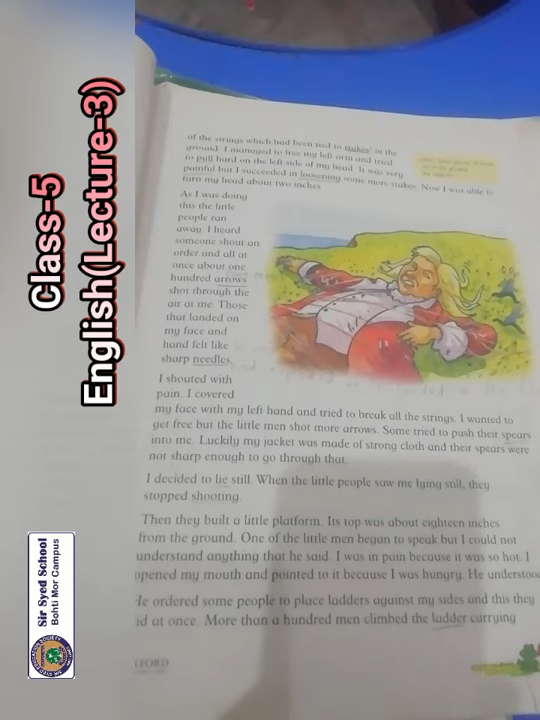 Class-5
English(Lecture-3)
Sir Syed School
Bohti Mor Campus
of the strings which had been tied to stakes¹ in the
ground. I managed to free my left arm and tried
to pull hard on the left side of my head. It was very
painful but I succeeded in loosening some more stakes. Now I was able to
turn my head about two inches.
As I was doing
this the little
people ran
away. I heard
someone shout an
order and all at
once about one
hundred arrows
shot through the
air at me. Those
that landed on
my face and
hand felt like
sharp needles.
I shouted with
pain. I covered
my face with my left hand and tried to break all the strings. I wanted to
get free but the little men shot more arrows. Some tried to push their spears
into me. Luckily my jacket was made of strong cloth and their spears were
not sharp enough to go through that.
I decided to lie still. When the little people saw me lying still, they
stopped shooting.
Then they built a little platform. Its top was about eighteen inches
from the ground. One of the little men began to speak but I could not
understand anything that he said. I was in pain because it was so hot. I
opened my mouth and pointed to it because I was hungry. He understood
He ordered some people to place ladders against my sides and this they
id at once. More than a hundred men climbed the ladder carrying